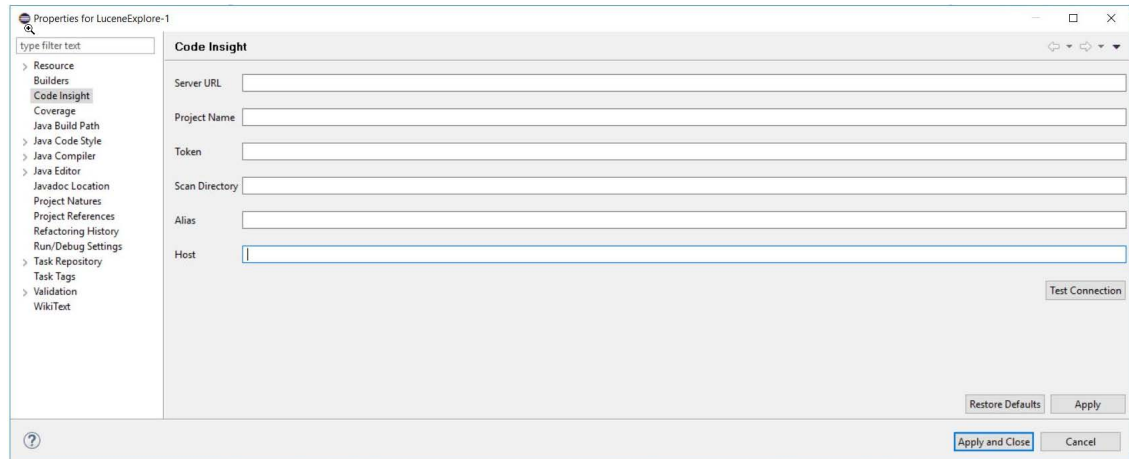 Properties for LuceneExplore-1
type filter text
Resource
Builders
Code Insight
Coverage
Java Build Path
Java Code Style
Java Compiler
Java Editor
Javadoc Location
Project Natures
Project References
Refactoring History
Run/Debug Settings
Task Repository
Task Tags
Validation
WikiText
Code Insight
Server URL
Project Name
Token
Scan Directory
Alias
Host
Test Connection
Restore Defaults
Apply
Apply and Close
Cancel